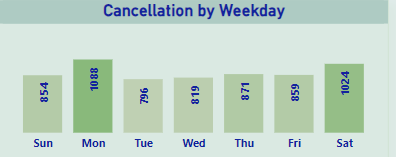 Cancellation by Weekday
854 1088 796 819 871 859 1024
Sun Mon Tue Wed Thu Fri Sat